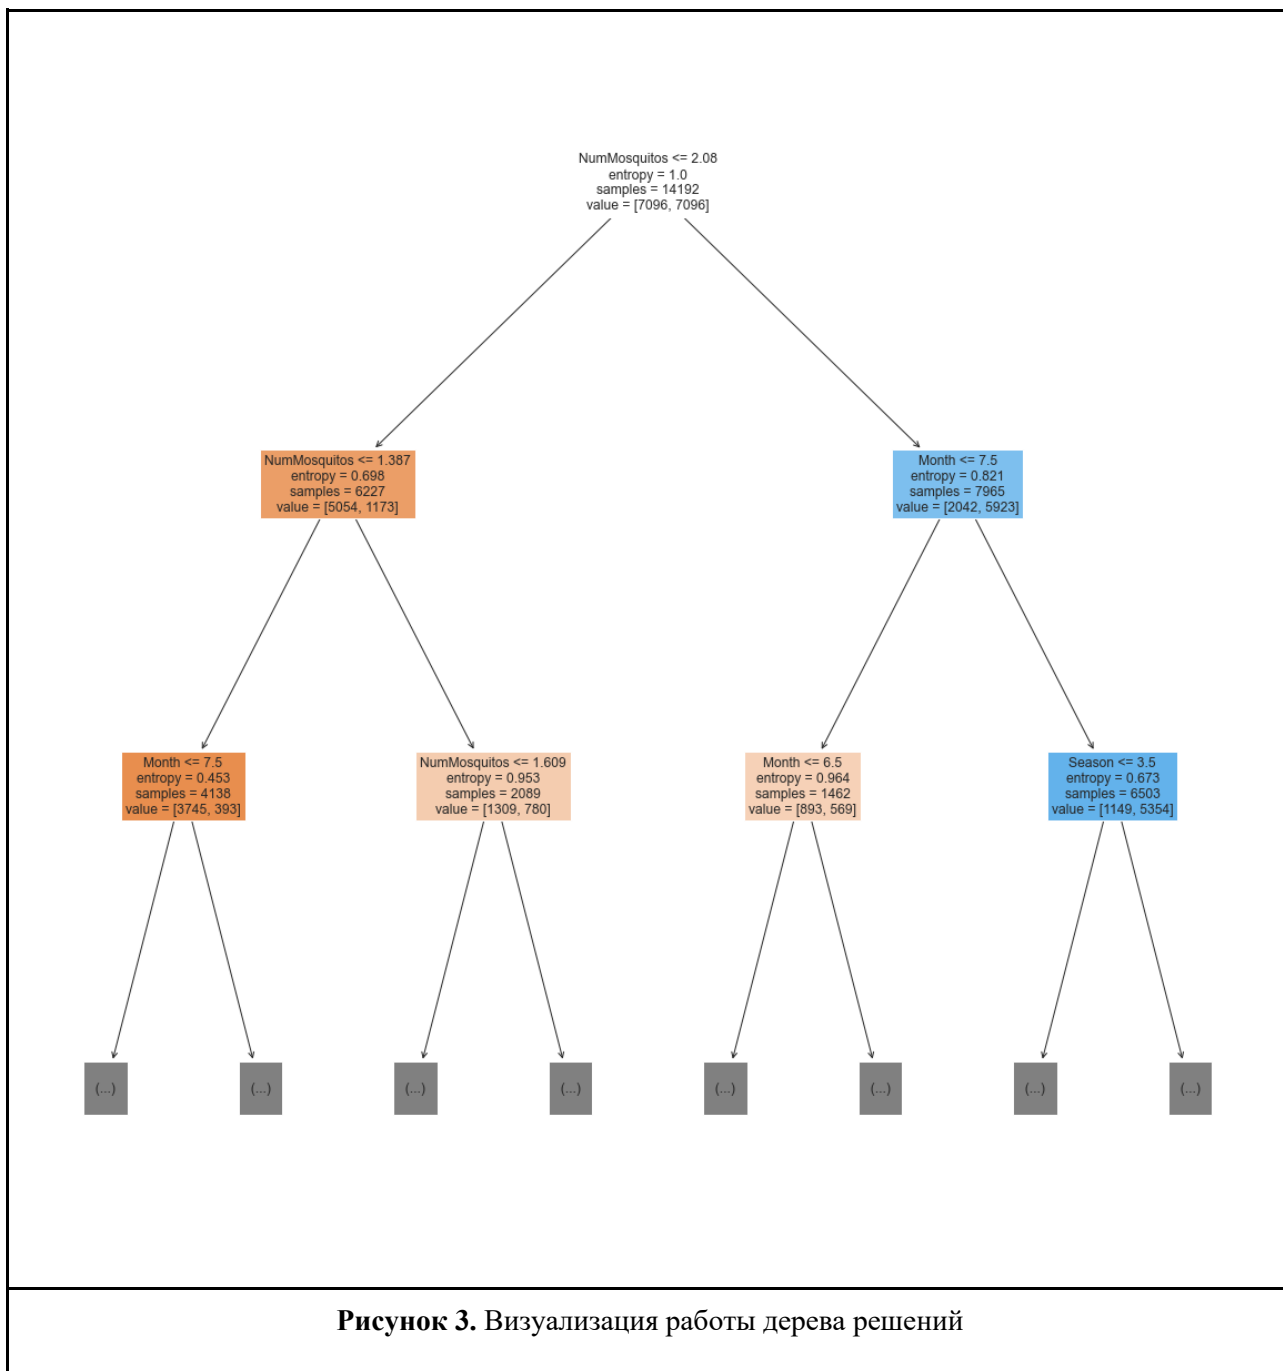 NumMosquitos <= 2.08
entropy = 1.0
samples = 14192
value = [7096, 7096]
NumMosquitos <= 1.387
entropy = 0.698
samples = 6227
value = [5054, 1173]
Month <= 7.5
entropy = 0.821
samples = 7965
value = [2042, 5923]
Month <= 7.5
entropy = 0.453
samples = 4138
value = [3745, 393]
NumMosquitos <= 1.609
entropy = 0.953
samples = 2089
value = [1309, 780]
Month <= 6.5
entropy = 0.964
samples = 1462
value = [893, 569]
Season <= 3.5
entropy = 0.673
samples = 6503
value = [1149, 5354]
(...)
(...)
(...)
(...)
(...)
(...)
(...)
(...)
Рисунок 3. Визуализация работы дерева решений